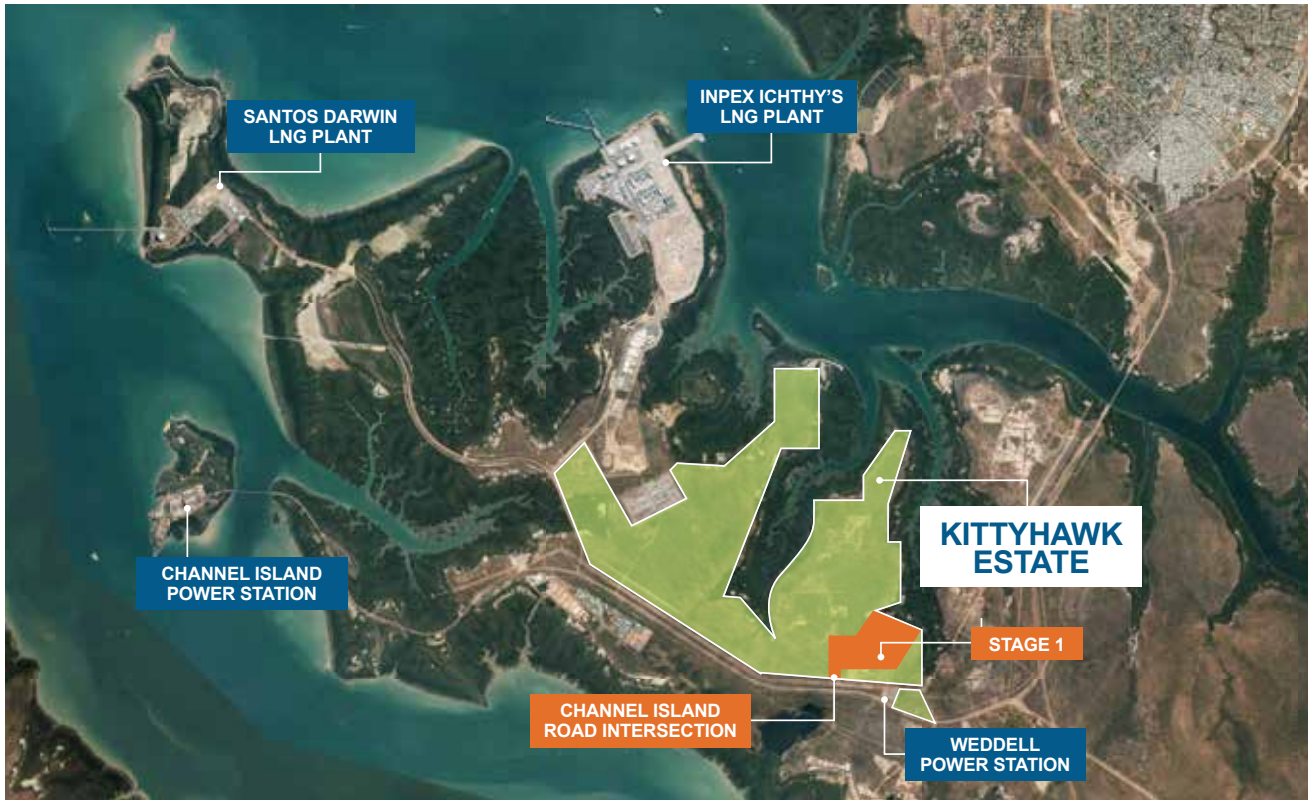 SANTOS DARWIN
LNG PLANT
INPEX ICHTHY'S
LNG PLANT
CHANNEL ISLAND
POWER STATION
KITTYHAWK
ESTATE
STAGE 1
CHANNEL ISLAND
ROAD INTERSECTION
WEDDELL
POWER STATION